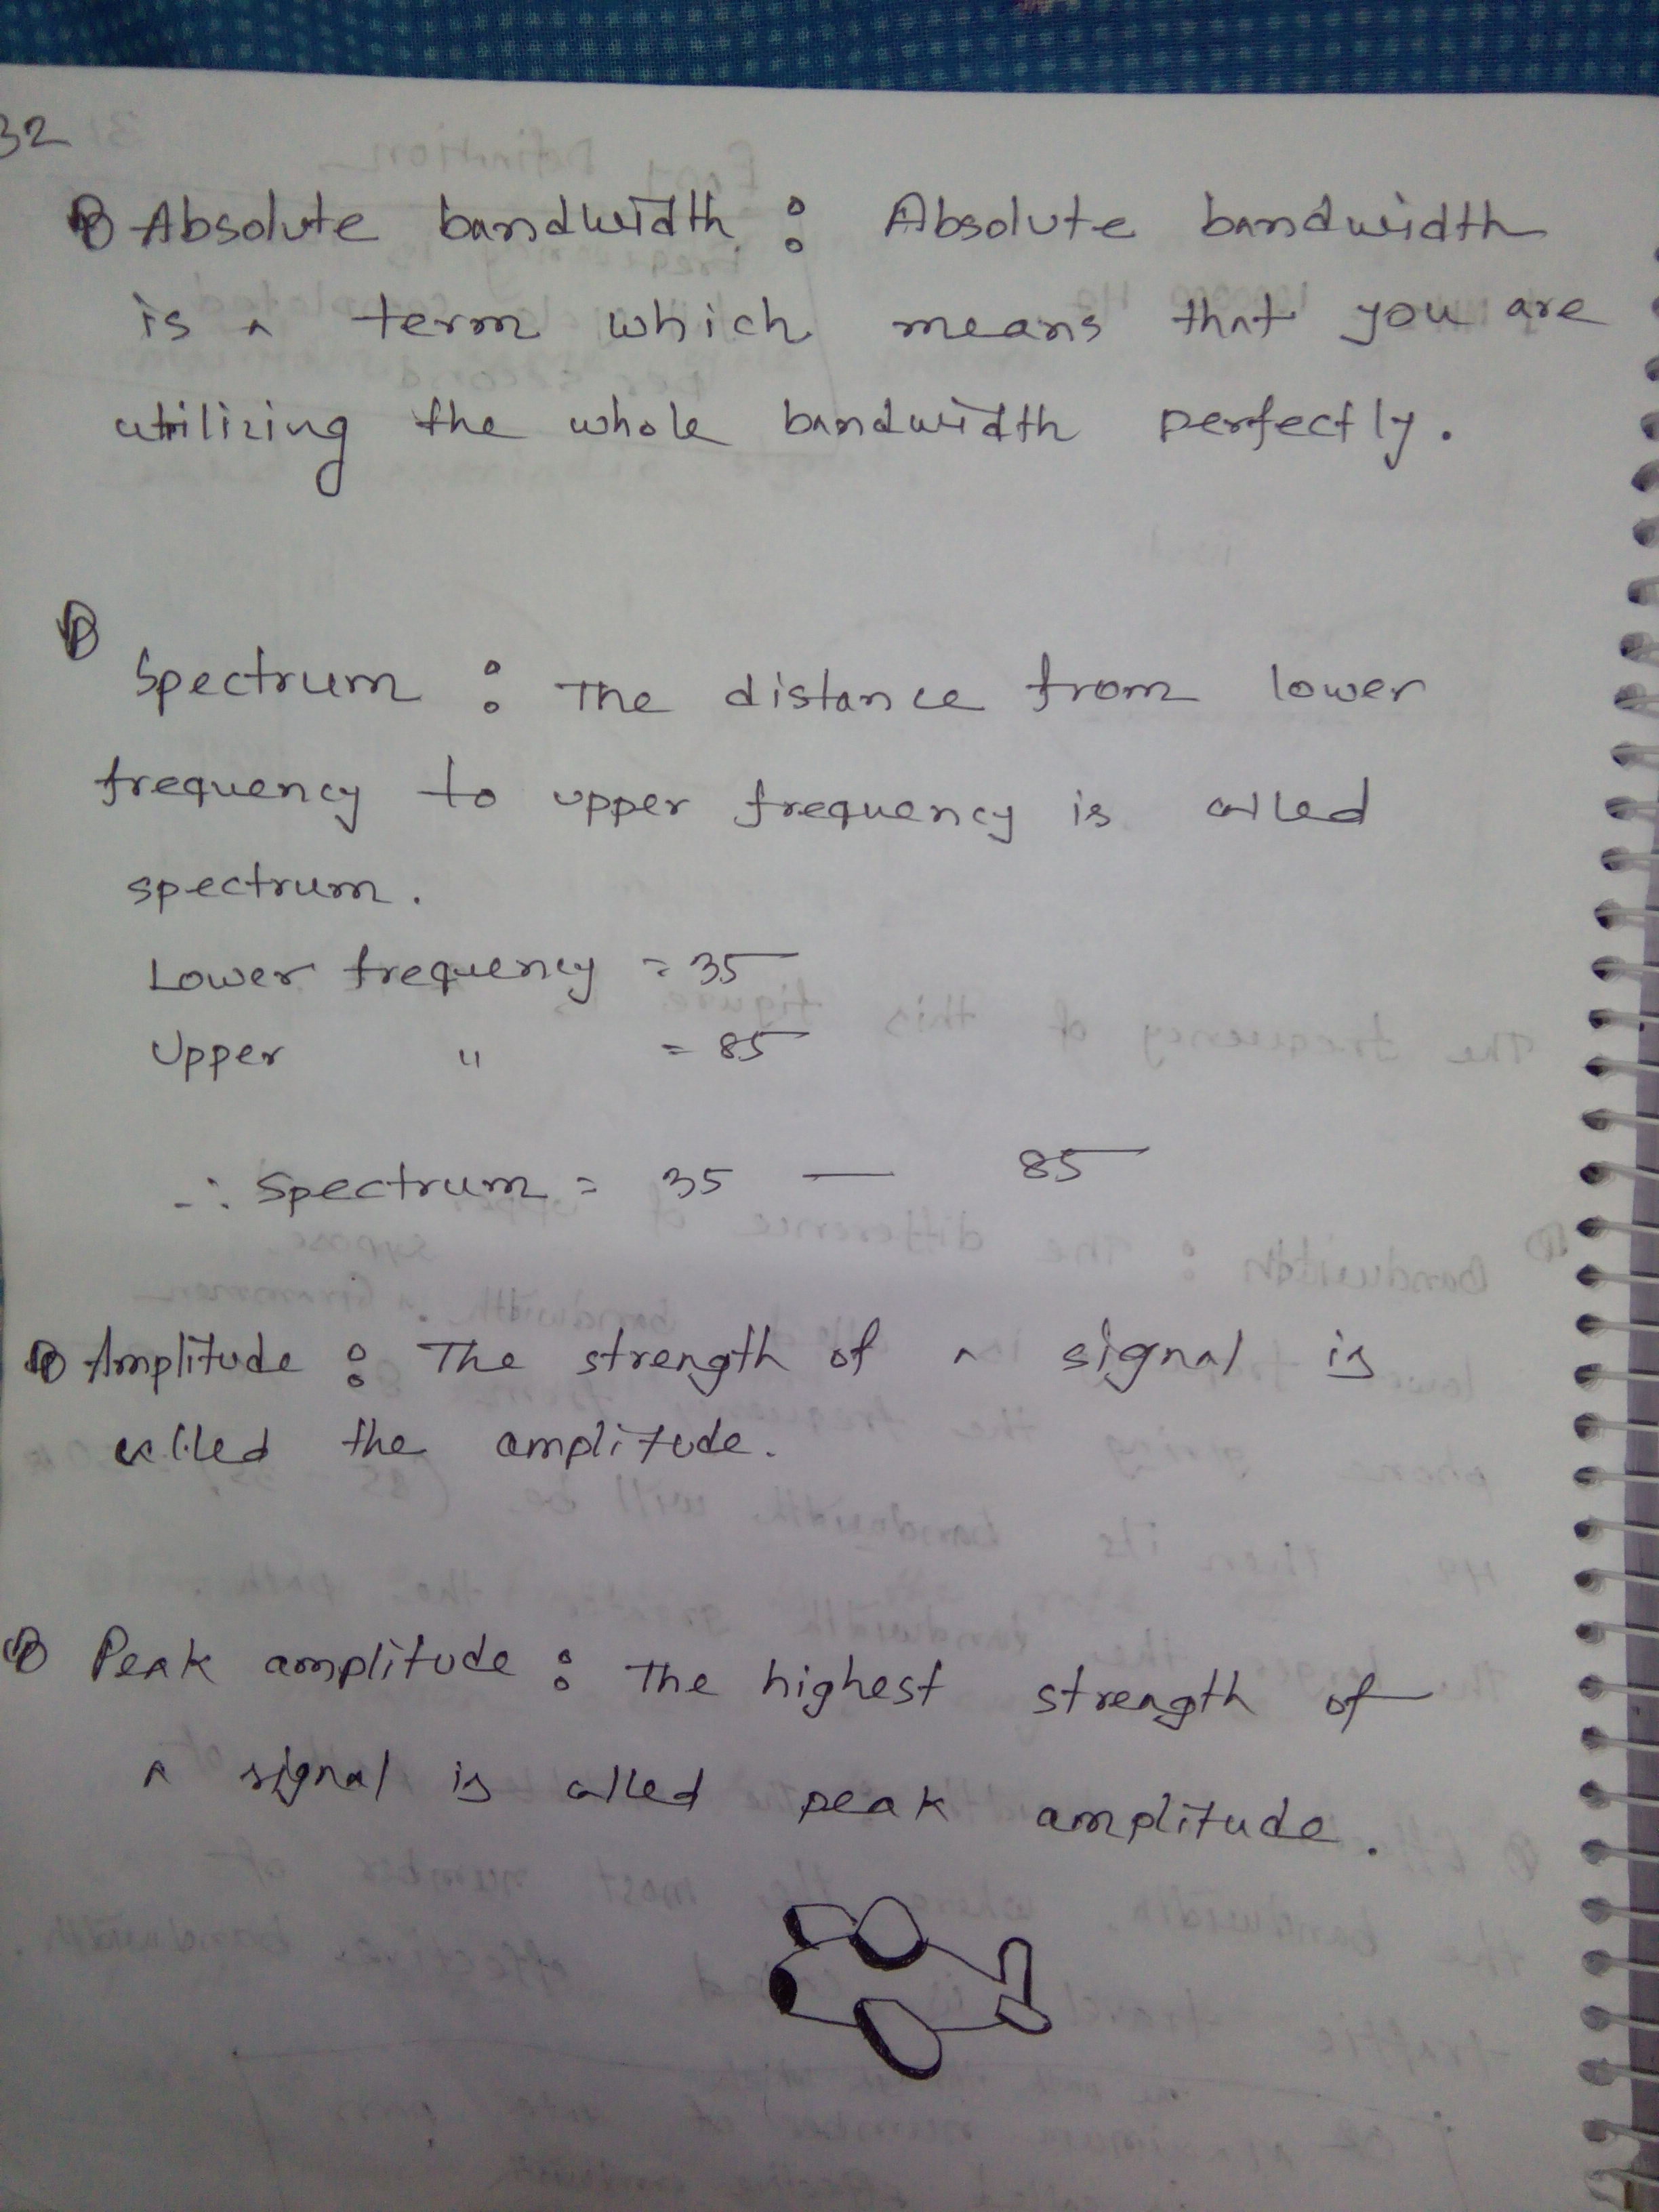 32
Absolute bandwidth : Absolute bandwidth
is a term which means that you are
utilizing the whole bandwidth perfectly.
Spectrum : The distance from lower
frequency to upper frequency is called
spectrum.
Lower frequency = 35
Upper " = 85
∴ Spectrum = 35 — 85
Amplitude : The strength of a signal is
called the amplitude.
Peak amplitude : The highest strength of
a signal is called peak amplitude.